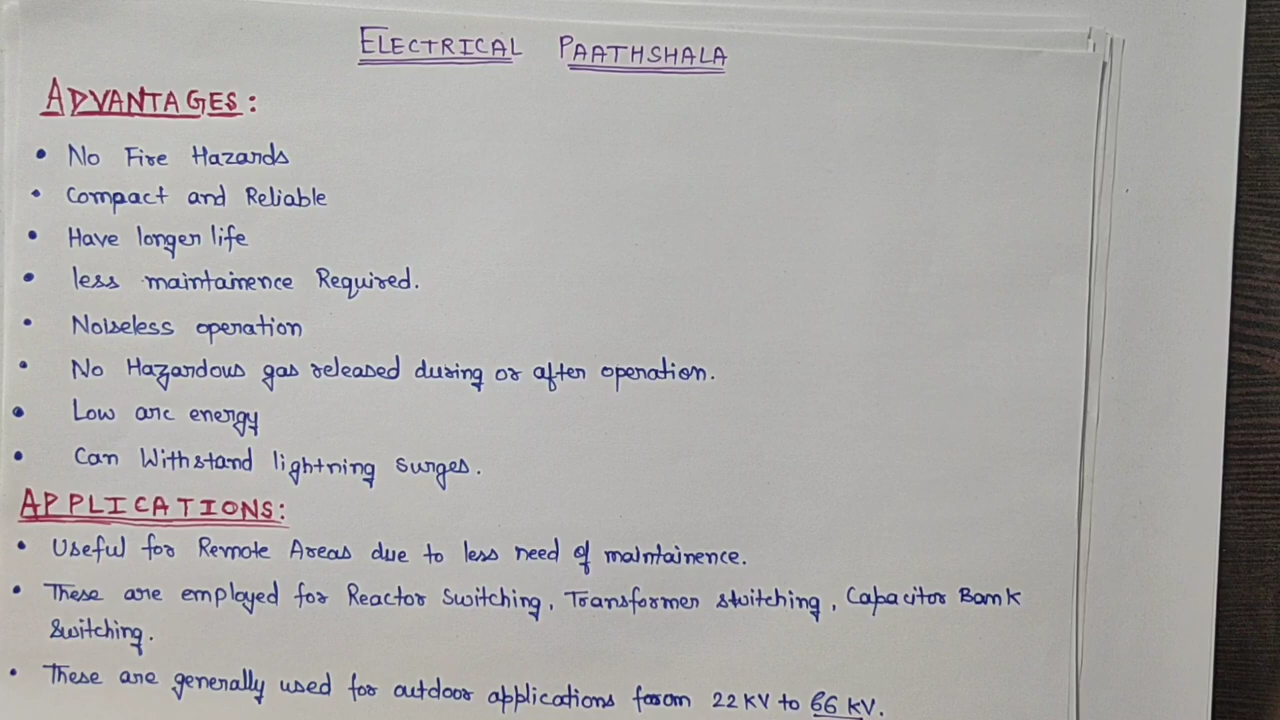 ELECTRICAL PAATHSHALA
ADVANTAGES:
• No Fire Hazards
• Compact and Reliable
• Have longer life
• less maintainence Required.
• Noiseless operation
• No Hazardous gas released during or after operation.
• Low arc energy
• Can Withstand lightning surges.
APPLICATIONS:
• Useful for Remote Areas due to less need of maintainence.
• These are employed for Reactor Switching, Transformer switching, Capacitor Bank
Switching.
• These are generally used for outdoor applications from 22 KV to 66 KV.